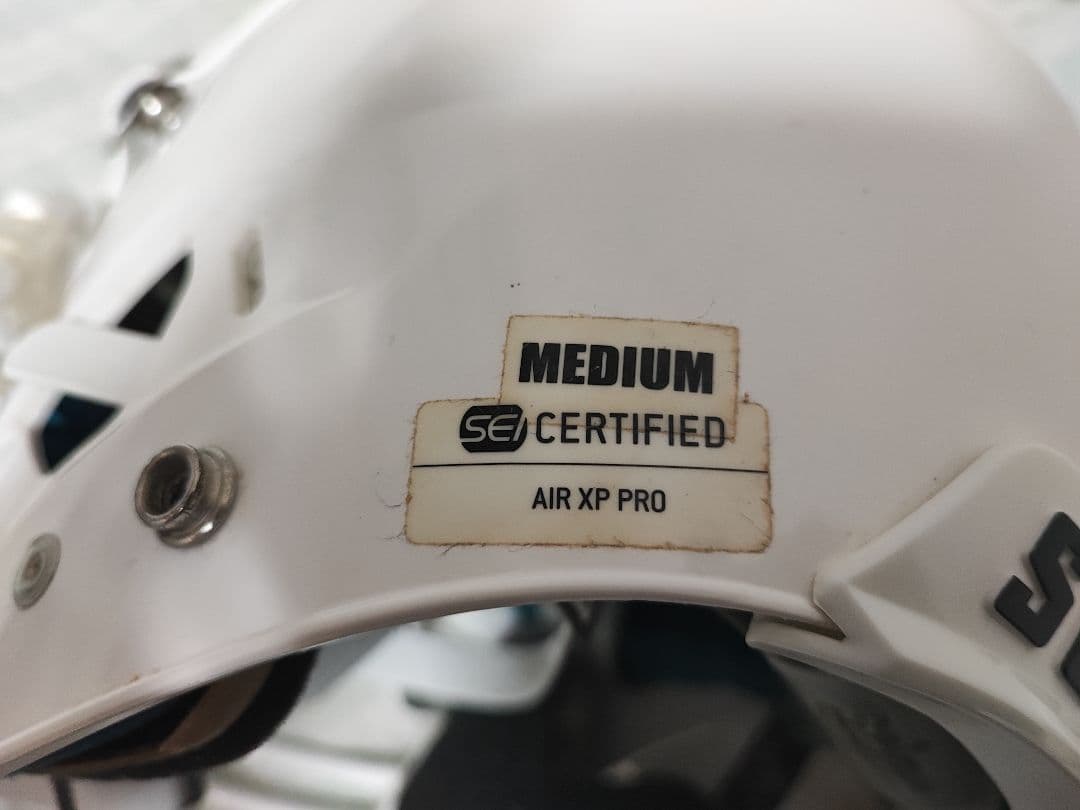 MEDIUM
SEI CERTIFIED
AIR XP PRO